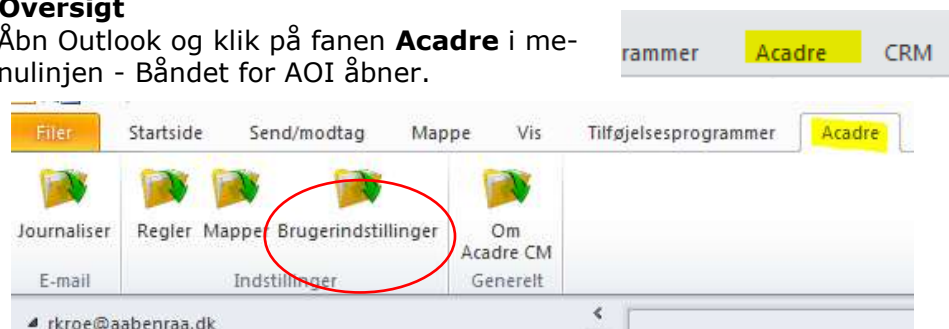 Oversigt
Åbn Outlook og klik på fanen Acadre i me-
nulinjen - Båndet for AOI åbner.
rammer Acadre CRM
Filer Startside Send/modtag Mappe Vis Tilføjelsesprogrammer Acadre
Journaliser Regler Mapper Brugerindstillinger Om
Acadre CM
E-mail Indstillinger Generelt
rkroe@aabenraa.dk